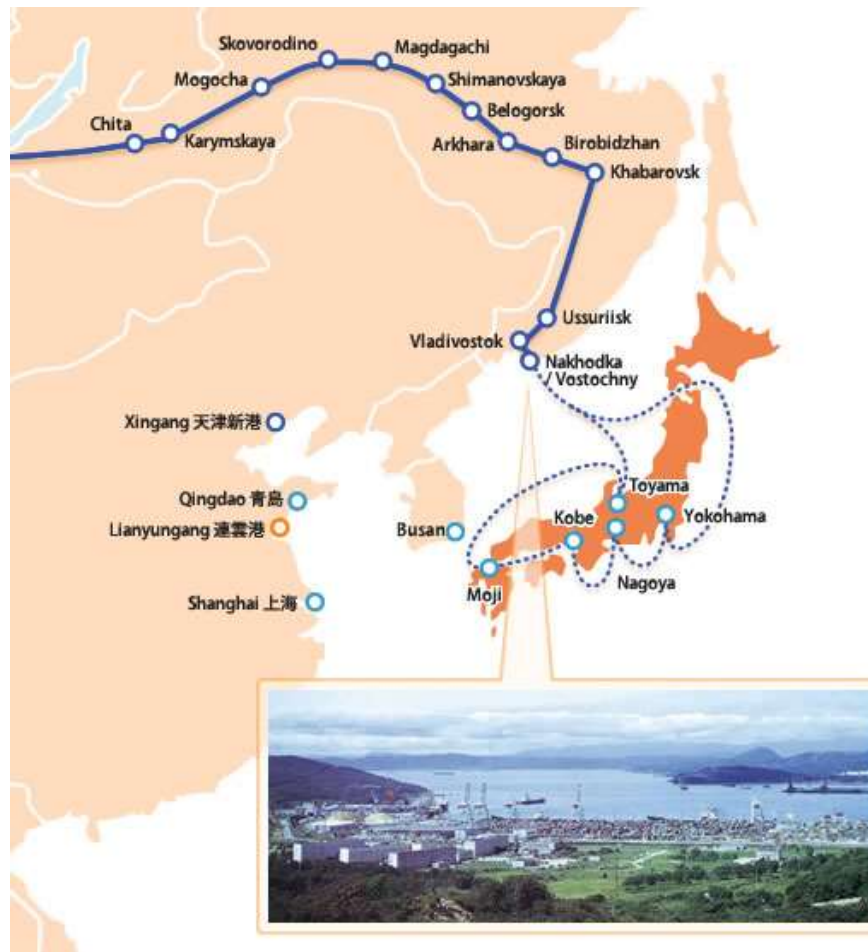 Skovorodino
Magdagachi
Mogocha
Shimanovskaya
Belogorsk
Chita
Karymskaya
Arkhara
Birobidzhan
Khabarovsk
Ussuriisk
Vladivostok
Nakhodka
/ Vostochny
Xingang 天津新港
Qingdao 青島
Toyama
Lianyungang 連雲港
Busan
Kobe
Yokohama
Nagoya
Moji
Shanghai 上海